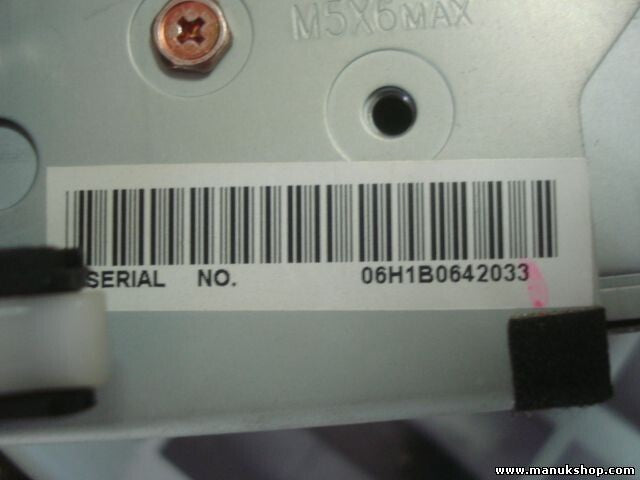 M5X6MAX
SERIAL NO. 06H1B0642033
www.manukshop.com